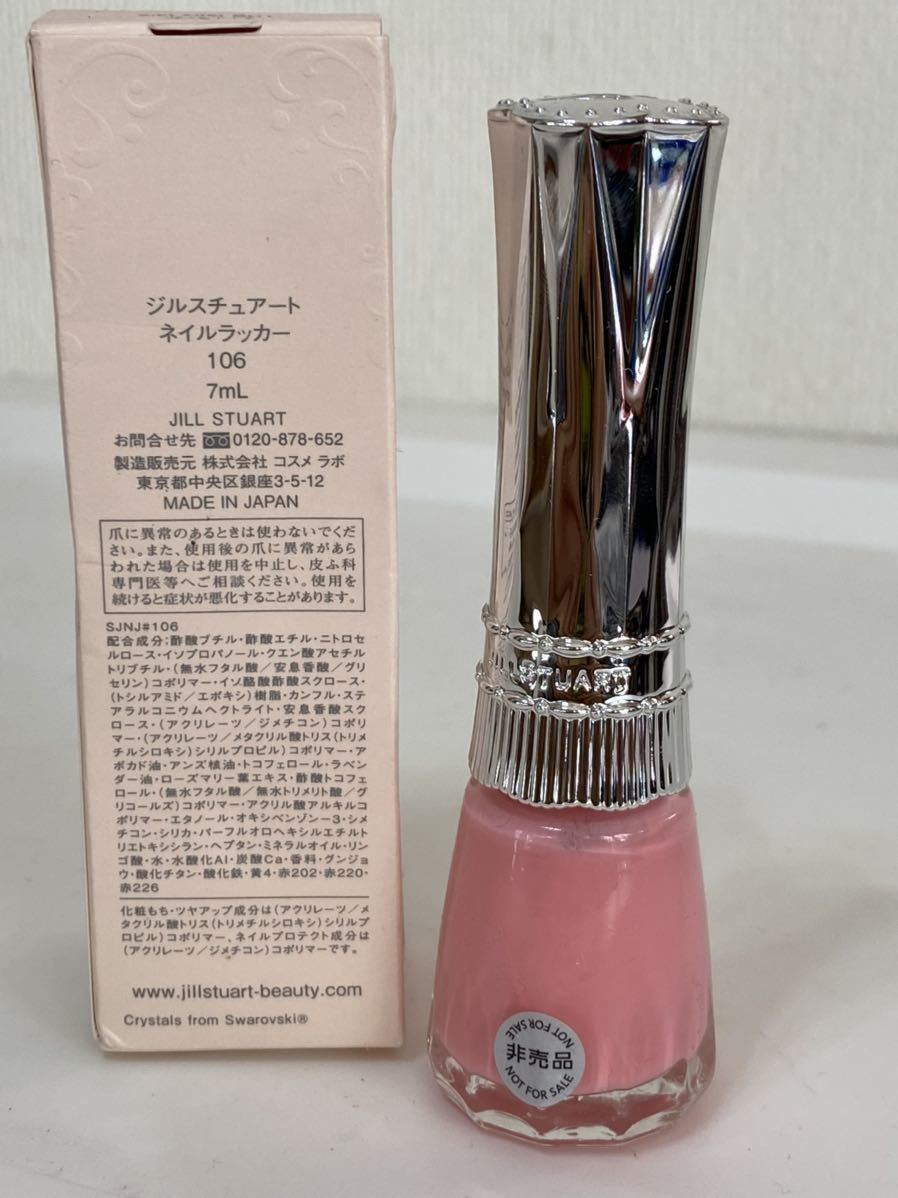 ジルスチュアート
ネイルラッカー
106
7mL
JILL STUART
お問合せ先 0120-878-652
製造販売元 株式会社 コスメ ラボ
東京都中央区銀座3-5-12
MADE IN JAPAN
爪に異常のあるときは使わないでくだ
さい。また、使用後の爪に異常があら
われた場合は使用を中止し、皮ふ科
専門医等へご相談ください。使用を
続けると症状が悪化することがあります。
SJNJ#106
配合成分;酢酸ブチル・酢酸エチル・ニトロセ
ルロース・イソプロパノール・クエン酸アセチル
トリブチル・(無水フタル酸/安息香酸/グリ
セリン)コポリマー・イソ酪酸酢酸スクロース・
(トシルアミド/エポキシ)樹脂・カンフル・ステ
アラルコニウムヘクトライト・安息香酸スク
ロース・(アクリレーツ/ジメチコン)コポリ
マー・(アクリレーツ/メタクリル酸トリス(トリ
メチルシロキシ)シリルプロピル)コポリマー・ア
ボカド油・アンズ核油・トコフェロール・ラベン
ダー油・ローズマリー葉エキス・酢酸トコフェ
ロール・(無水フタル酸/無水トリメリト酸/グ
リコールズ)コポリマー・アクリル酸アルキルコ
ポリマー・エタノール・オキシベンゾン-3・シメ
チコン・シリカ・パーフルオロヘキシルエチルト
リエトキシシラン・ヘプタン・ミネラルオイル・リン
ゴ酸・水・水酸化Al・炭酸Ca・香料・グンジョ
ウ・酸化チタン・酸化鉄・黄4・赤202・赤220・
赤226
化粧もち・ツヤアップ成分は(アクリレーツ/メ
タクリル酸トリス(トリメチルシロキシ)シリルプ
ロピル)コポリマー、ネイルプロテクト成分は
(アクリレーツ/ジメチコン)コポリマーです。
www.jillstuart-beauty.com
Crystals from Swarovski®
STUART
NOT FOR SALE
非売品
NOT FOR SALE